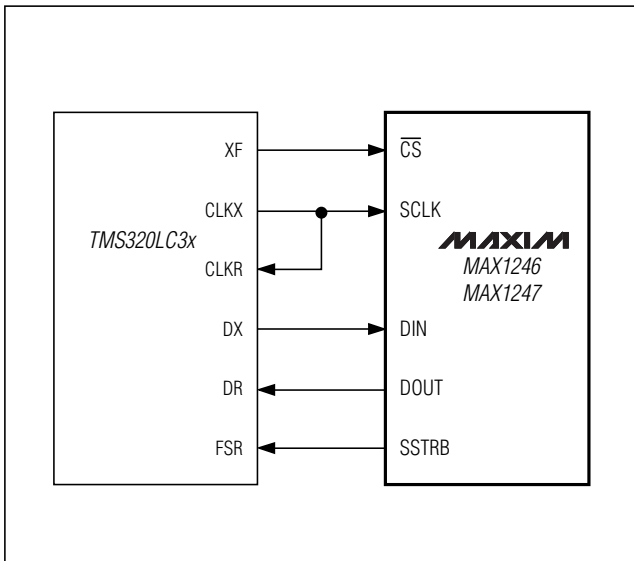 XF
CLKX
CLKR
DX
DR
FSR
TMS320LC3x
CS
SCLK
DIN
DOUT
SSTRB
MAXIM
MAX1246
MAX1247